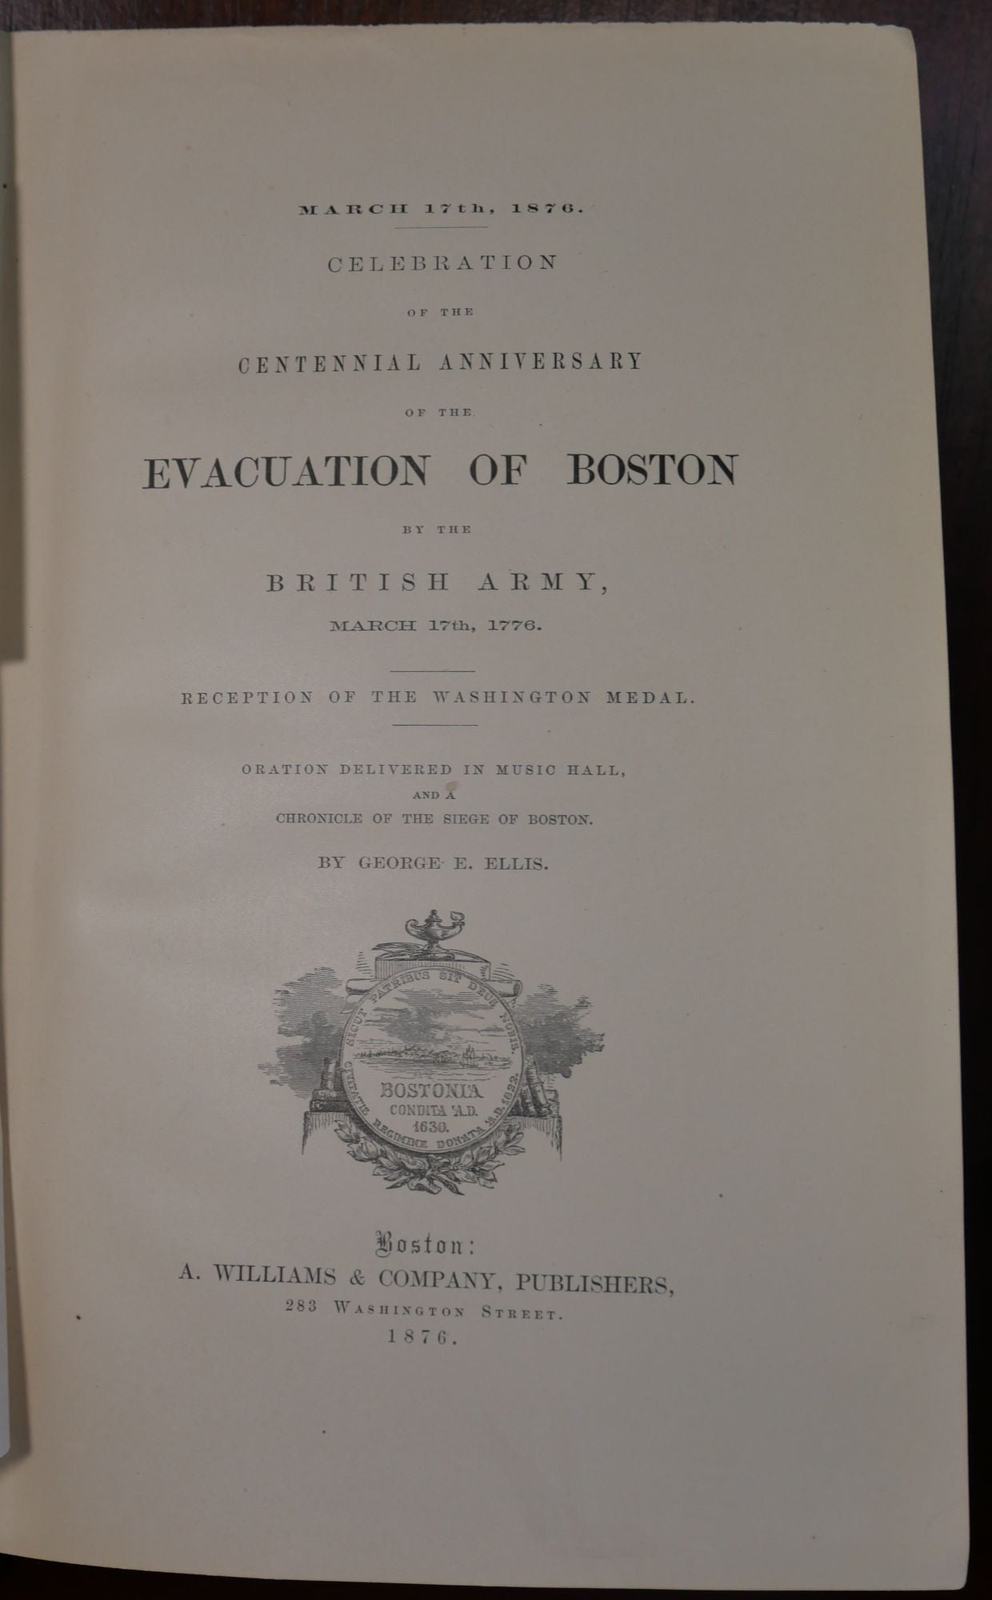 MARCH 17th, 1876.
CELEBRATION
OF THE
CENTENNIAL ANNIVERSARY
OF THE
EVACUATION OF BOSTON
BY THE
BRITISH ARMY,
MARCH 17th, 1776.
RECEPTION OF THE WASHINGTON MEDAL.
ORATION DELIVERED IN MUSIC HALL,
AND A
CHRONICLE OF THE SIEGE OF BOSTON.
BY GEORGE E. ELLIS.
SICUT PATRIBUS SIT DEUS NOBIS.
BOSTONIA
CONDITA A.D.
1630.
CIVITATIS REGIMINE DONATA A.D. 1822.
Boston:
A. WILLIAMS & COMPANY, PUBLISHERS,
283 WASHINGTON STREET.
1876.